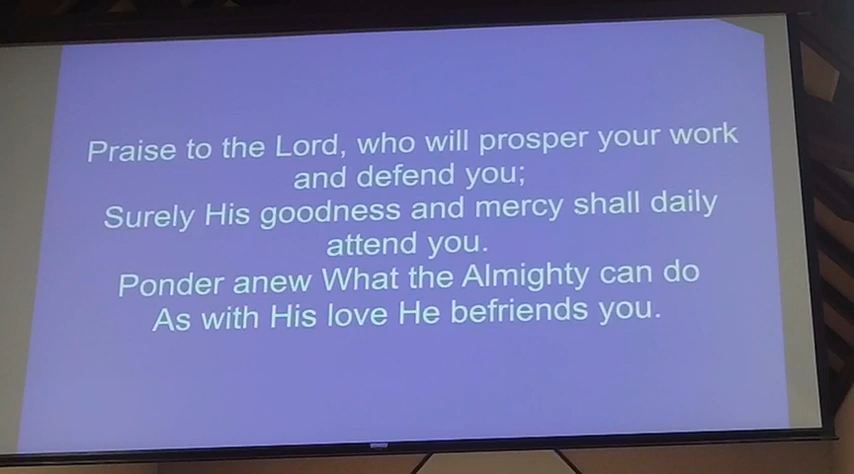 Praise to the Lord, who will prosper your work
and defend you;
Surely His goodness and mercy shall daily
attend you.
Ponder anew What the Almighty can do
As with His love He befriends you.